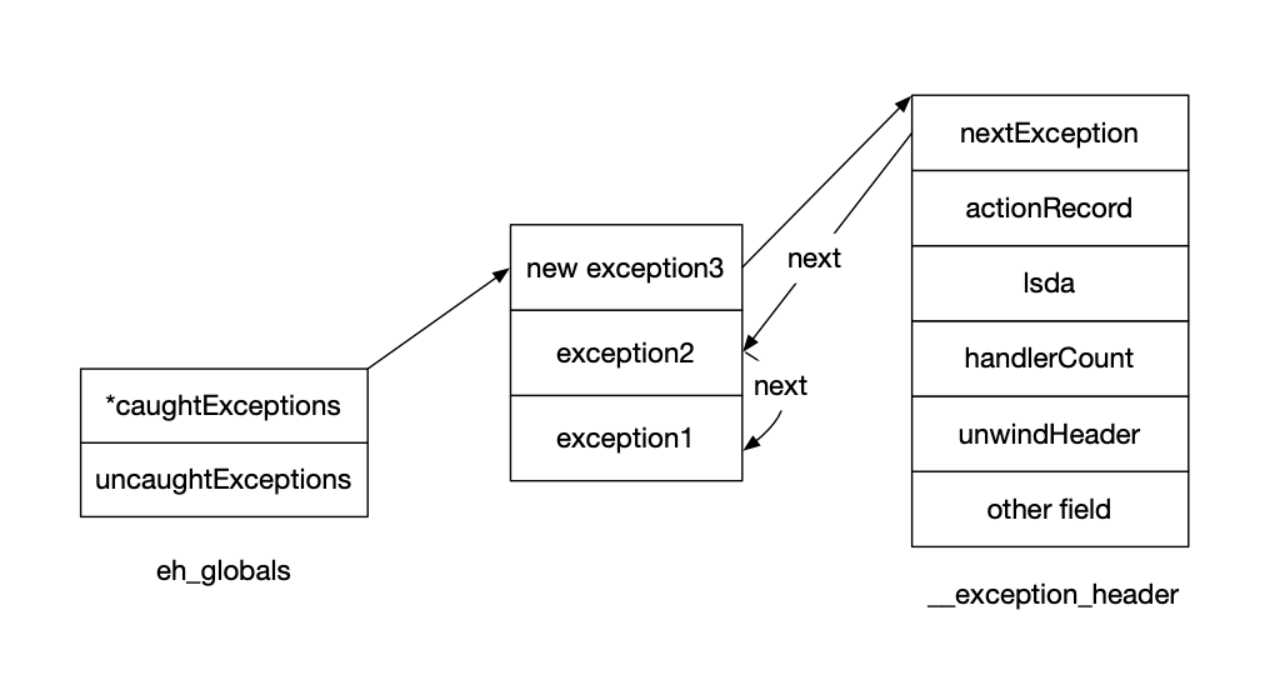 *caughtExceptions
uncaughtExceptions
eh_globals
new exception3
exception2
exception1
next
next
nextException
actionRecord
lsda
handlerCount
unwindHeader
other field
__exception_header